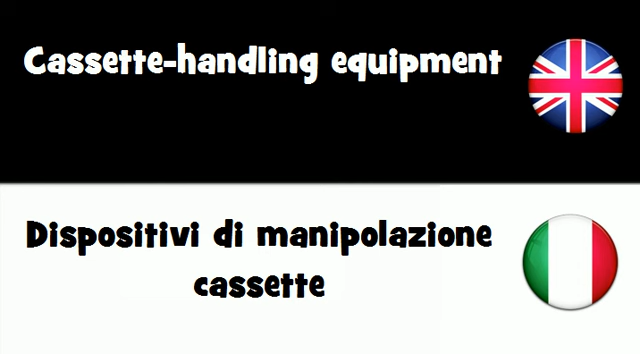 Cassette-handling equipment
Dispositivi di manipolazione
cassette